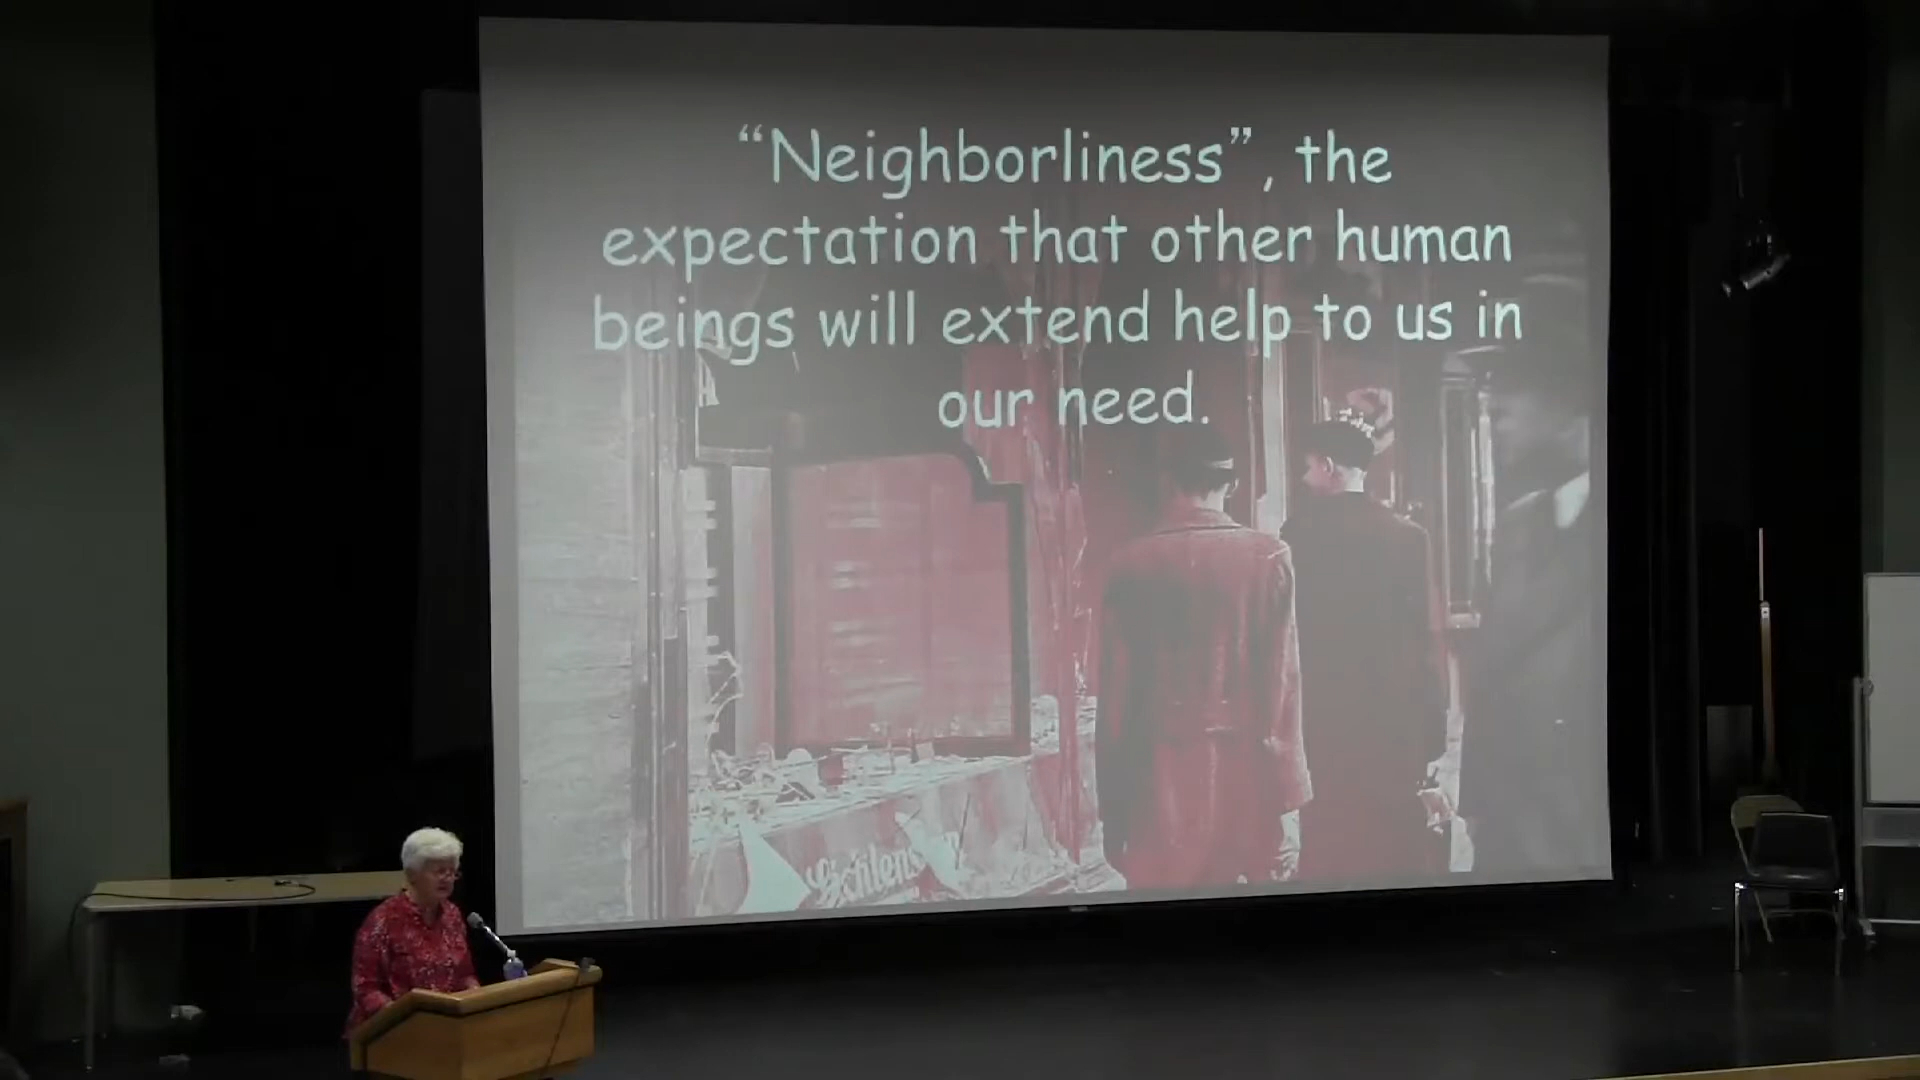 “Neighborliness”, the
expectation that other human
beings will extend help to us in
our need.